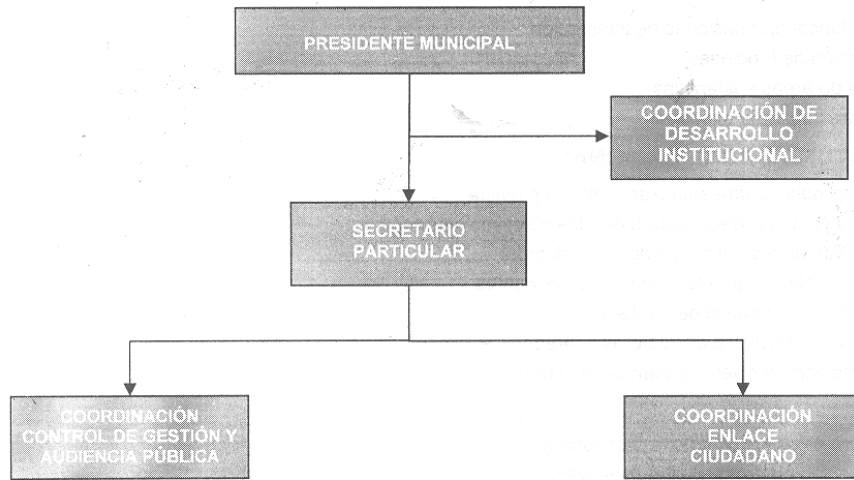 PRESIDENTE MUNICIPAL
COORDINACIÓN DE
DESARROLLO
INSTITUCIONAL
SECRETARIO
PARTICULAR
COORDINACIÓN
CONTROL DE GESTIÓN Y
AUDIENCIA PÚBLICA
COORDINACIÓN
ENLACE
CIUDADANO